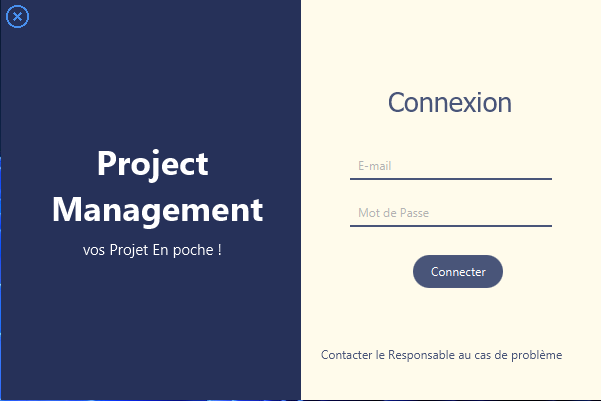 Project
Management
vos Projet En poche !
Connexion
E-mail
Mot de Passe
Connecter
Contacter le Responsable au cas de problème